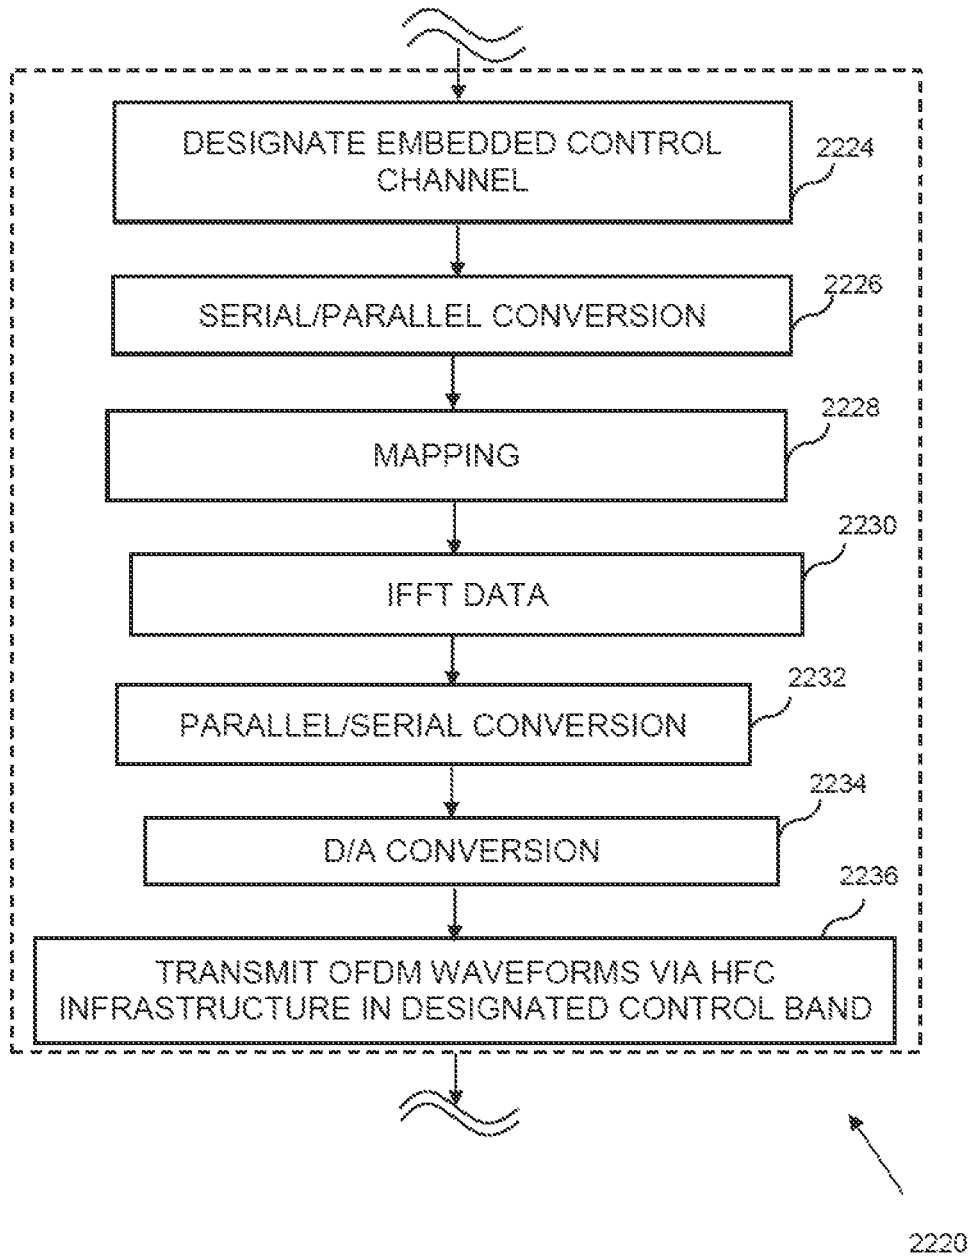 DESIGNATE EMBEDDED CONTROL
CHANNEL
2224
SERIAL/PARALLEL CONVERSION
2226
MAPPING
2228
IFFT DATA
2230
PARALLEL/SERIAL CONVERSION
2232
D/A CONVERSION
2234
TRANSMIT OFDM WAVEFORMS VIA HFC
INFRASTRUCTURE IN DESIGNATED CONTROL BAND
2236
2220